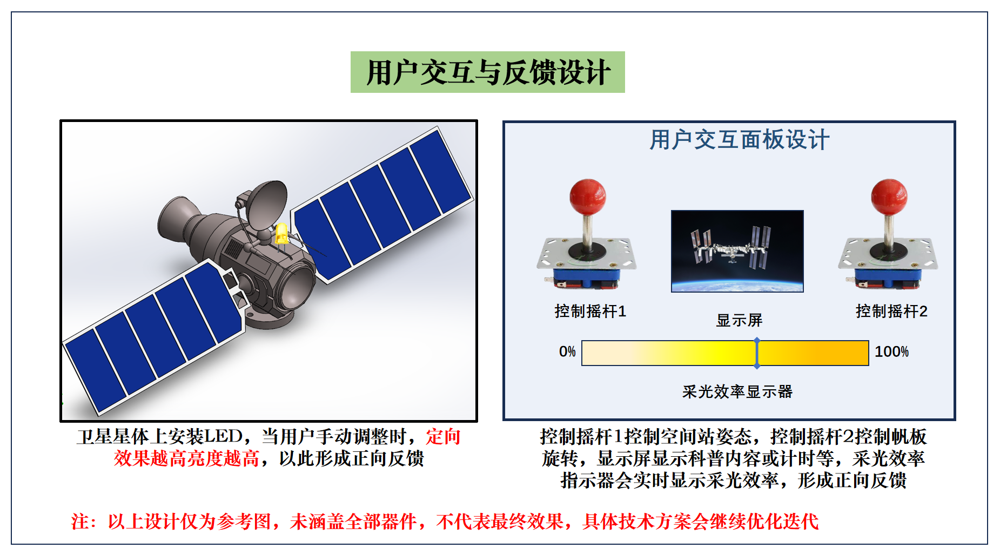 用户交互与反馈设计
用户交互面板设计
控制摇杆1
显示屏
控制摇杆2
0%
100%
采光效率显示器
卫星星体上安装LED，当用户手动调整时，定向
效果越高亮度越高，以此形成正向反馈
控制摇杆1控制空间站姿态，控制摇杆2控制帆板
旋转，显示屏显示科普内容或计时等，采光效率
指示器会实时显示采光效率，形成正向反馈
注：以上设计仅为参考图，未涵盖全部器件，不代表最终效果，具体技术方案会继续优化迭代